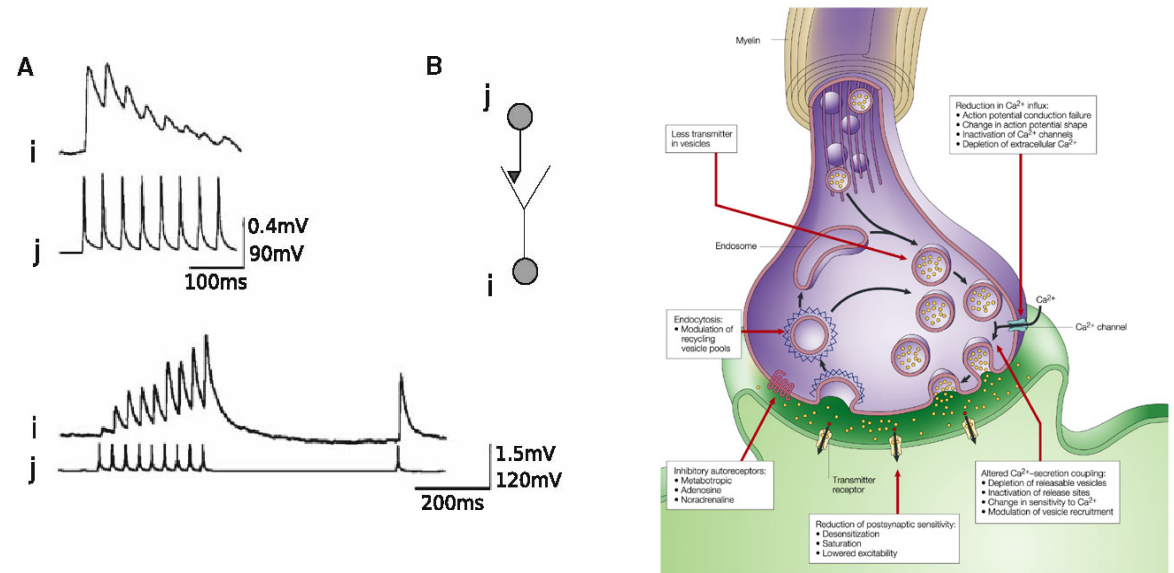 A
B
i
j
0.4mV
90mV
100ms
j
i
i
j
1.5mV
120mV
200ms
Myelin
Less transmitter
in vesicles
Reduction in Ca²⁺ influx:
• Action potential conduction failure
• Change in action potential shape
• Inactivation of Ca²⁺ channels
• Depletion of extracellular Ca²⁺
Endosome
Ca²⁺
Ca²⁺ channel
Endocytosis:
• Modulation of
recycling
vesicle pools
Inhibitory autoreceptors:
• Metabotropic
• Adenosine
• Noradrenaline
Transmitter
receptor
Altered Ca²⁺–secretion coupling:
• Depletion of releasable vesicles
• Inactivation of release sites
• Change in sensitivity to Ca²⁺
• Modulation of vesicle recruitment
Reduction of postsynaptic sensitivity:
• Desensitization
• Saturation
• Lowered excitability